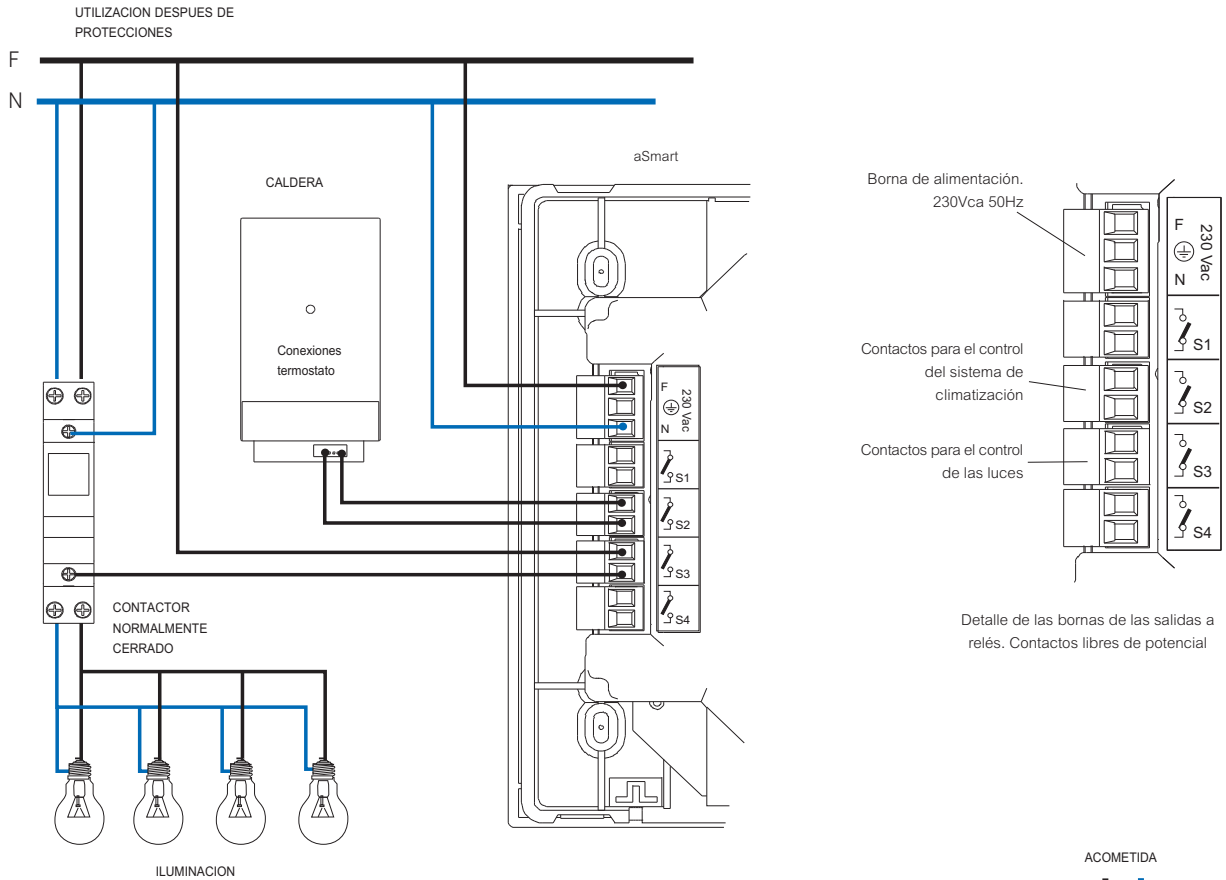 UTILIZACION DESPUES DE
PROTECCIONES
F
N
aSmart
CALDERA
Conexiones
termostato
F
N
230 Vac
S1
S2
S3
S4
CONTACTOR
NORMALMENTE
CERRADO
ILUMINACION
Borna de alimentación.
230Vca 50Hz
Contactos para el control
del sistema de
climatización
Contactos para el control
de las luces
F
N
230 Vac
S1
S2
S3
S4
Detalle de las bornas de las salidas a
relés. Contactos libres de potencial
ACOMETIDA